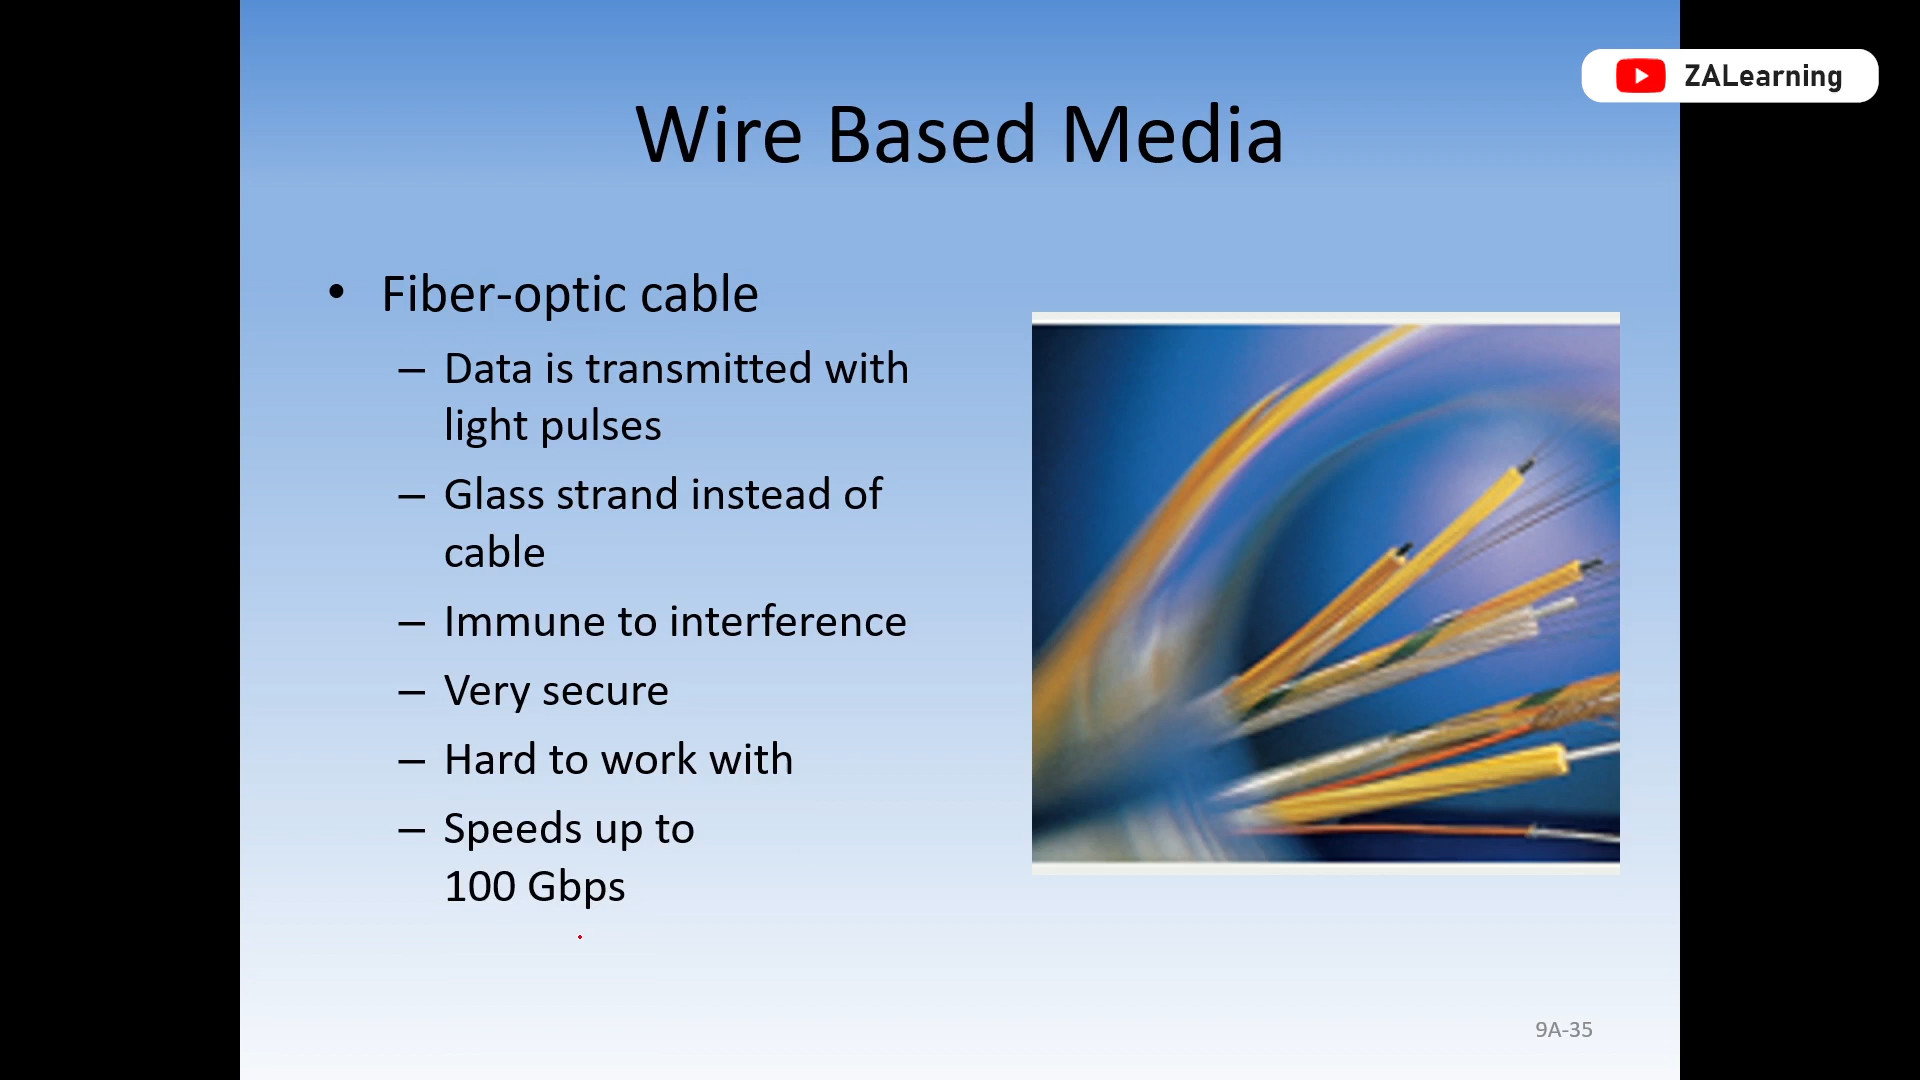 ZALearning
Wire Based Media
• Fiber-optic cable
– Data is transmitted with
light pulses
– Glass strand instead of
cable
– Immune to interference
– Very secure
– Hard to work with
– Speeds up to
100 Gbps
9A-35